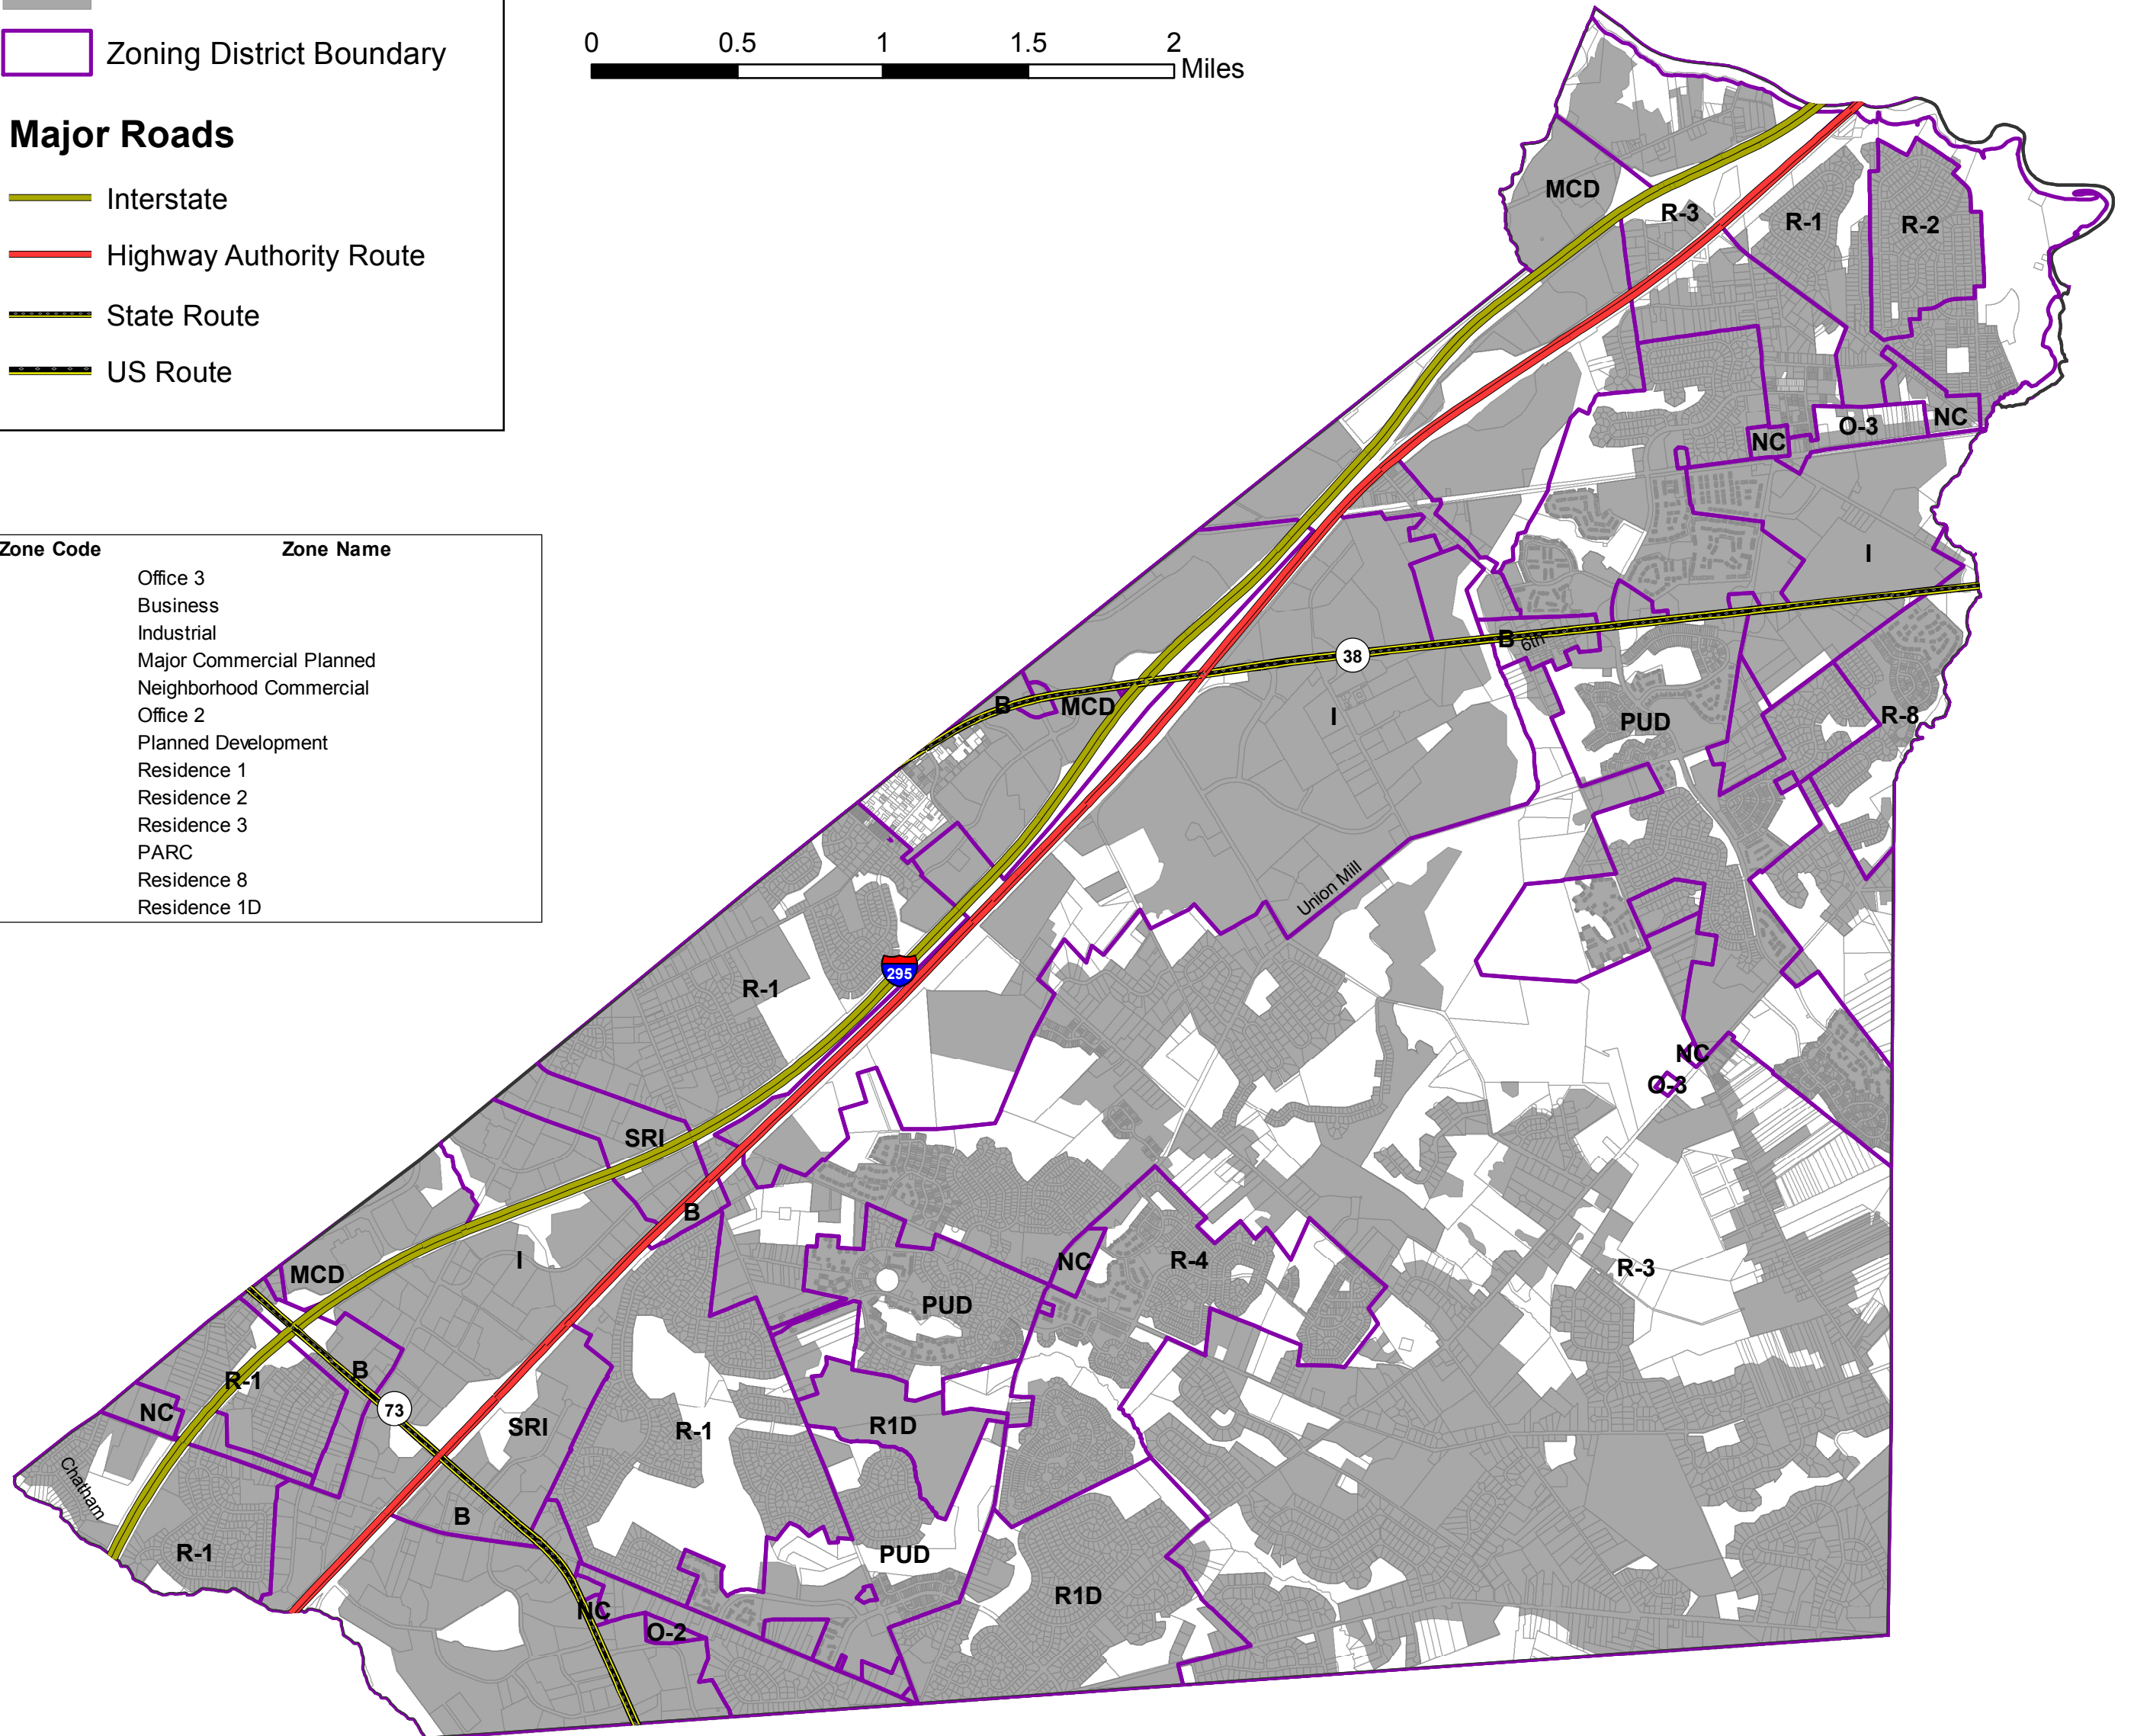 Zoning District Boundary
Major Roads
Interstate
Highway Authority Route
State Route
US Route
0 0.5 1 1.5 2
Miles
Zone Code Zone Name
Office 3
Business
Industrial
Major Commercial Planned
Neighborhood Commercial
Office 2
Planned Development
Residence 1
Residence 2
Residence 3
PARC
Residence 8
Residence 1D
MCD
R-3
R-1
R-2
NC
O-3
NC
I
B
6th
38
B
MCD
I
PUD
R-8
Union Mill
295
R-1
NC
O-3
SRI
B
I
MCD
NC
R-4
R-3
PUD
R-1
B
NC
73
SRI
R-1
R1D
Chatham
B
R-1
PUD
R1D
NC
O-2